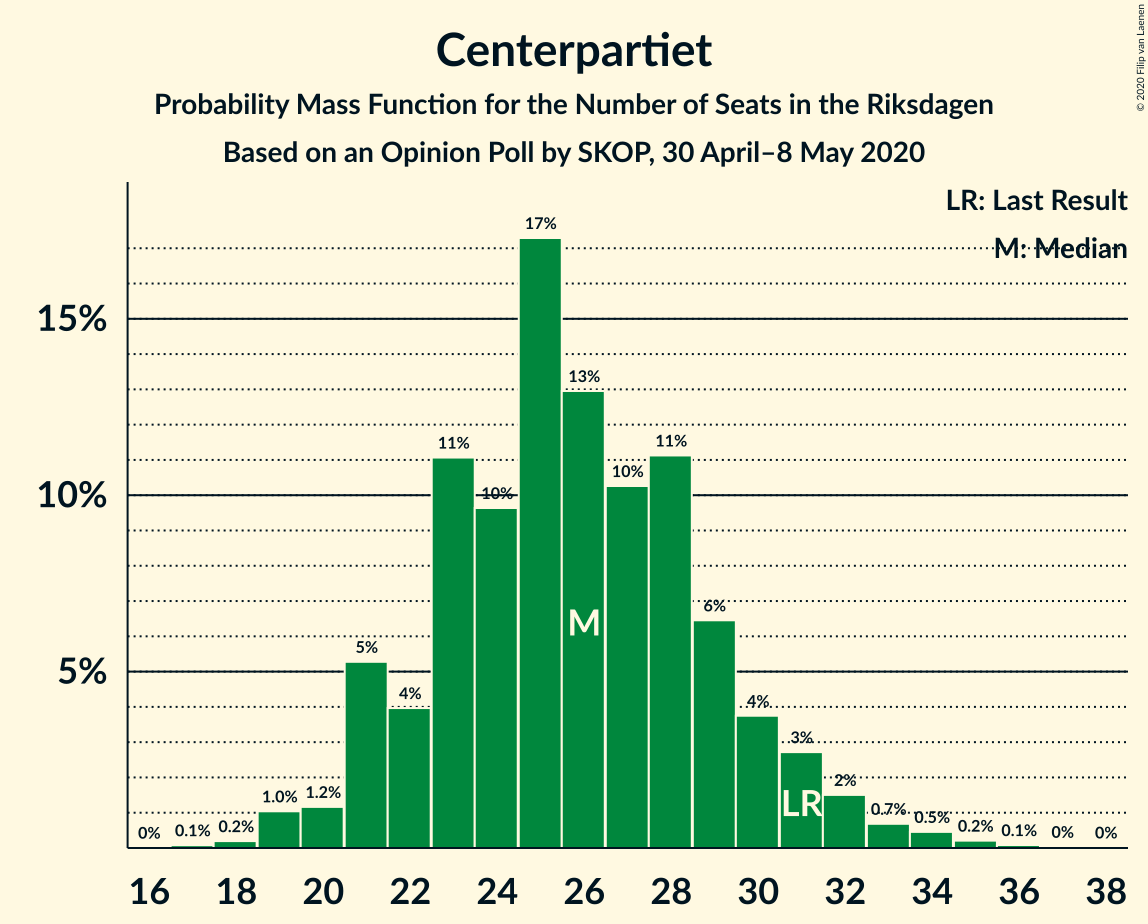 Centerpartiet
Probability Mass Function for the Number of Seats in the Riksdagen
Based on an Opinion Poll by SKOP, 30 April–8 May 2020
© 2020 Filip van Laenen
LR: Last Result
M: Median
15%
10%
5%
0%
0.1%
0.2%
1.0%
1.2%
5%
4%
11%
10%
17%
13%
10%
11%
6%
4%
3%
2%
0.7%
0.5%
0.2%
0.1%
0%
0%
M
LR
16 18 20 22 24 26 28 30 32 34 36 38